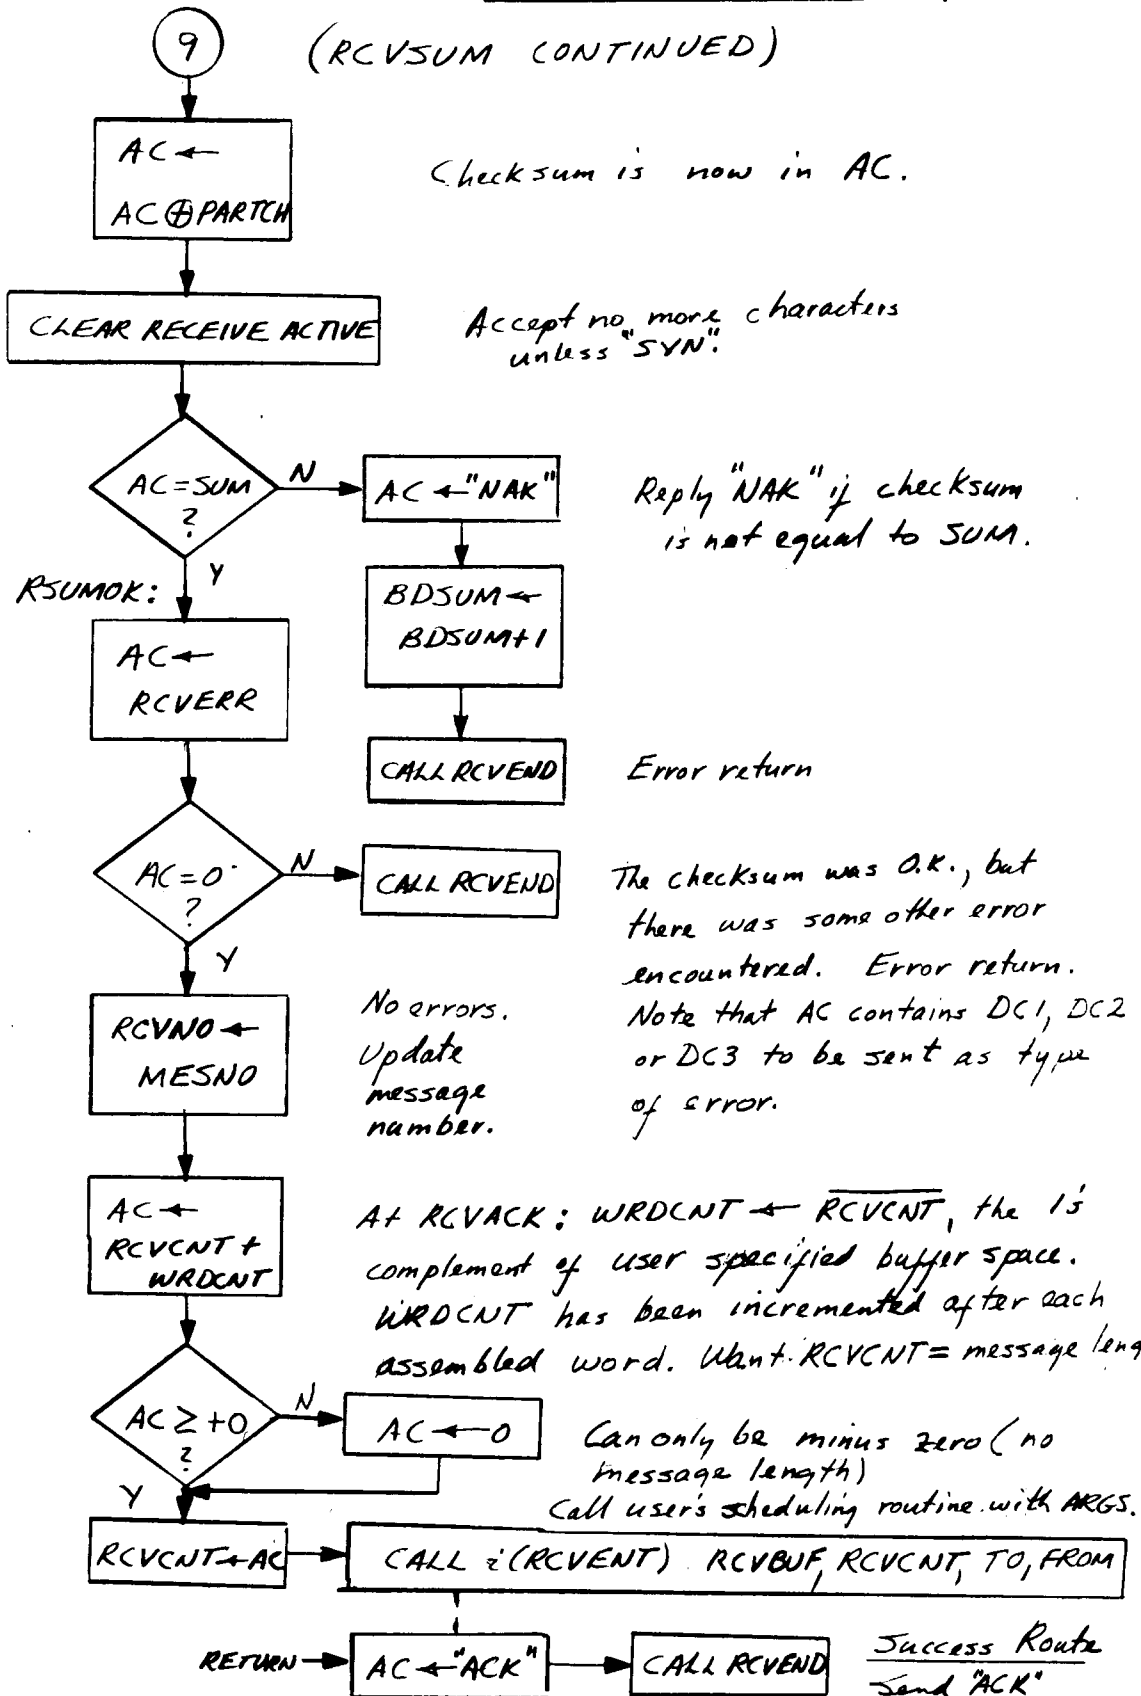 9
(RCVSUM CONTINUED)
AC ←
AC ⊕ PARTCH
Checksum is now in AC.
CLEAR RECEIVE ACTIVE
Accept no more characters
unless "SYN".
AC = SUM
?
N
AC ← "NAK"
Reply "NAK" if checksum
is not equal to SUM.
Y
RSUMOK:
BDSUM ←
BDSUM+1
AC ←
RCVERR
CALL RCVEND
Error return
AC = 0
?
N
CALL RCVEND
The checksum was O.K., but
there was some other error
encountered. Error return.
Note that AC contains DC1, DC2
or DC3 to be sent as type
of error.
Y
RCVNO ←
MESNO
No errors.
Update
message
number.
AC ←
RCVCNT +
WRDCNT
At RCVACK: WRDCNT ← R̅C̅V̅C̅N̅T̅, the 1's
complement of user specified buffer space.
WRDCNT has been incremented after each
assembled word. Want RCVCNT = message leng
AC ≥ +0
?
N
AC ← 0
Can only be minus zero (no
message length)
Y
Call user's scheduling routine with ARGS.
RCVCNT ← AC
CALL i(RCVENT) RCVBUF, RCVCNT, TO, FROM
RETURN →
AC ← "ACK"
CALL RCVEND
Success Route
Send "ACK"